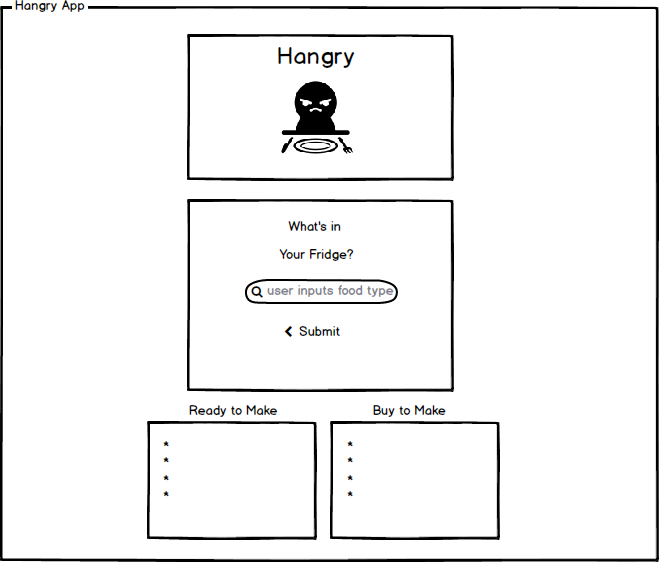 Hangry App
Hangry
What's in
Your Fridge?
user inputs food type
Submit
Ready to Make
Buy to Make
*
*
*
*
*
*
*
*